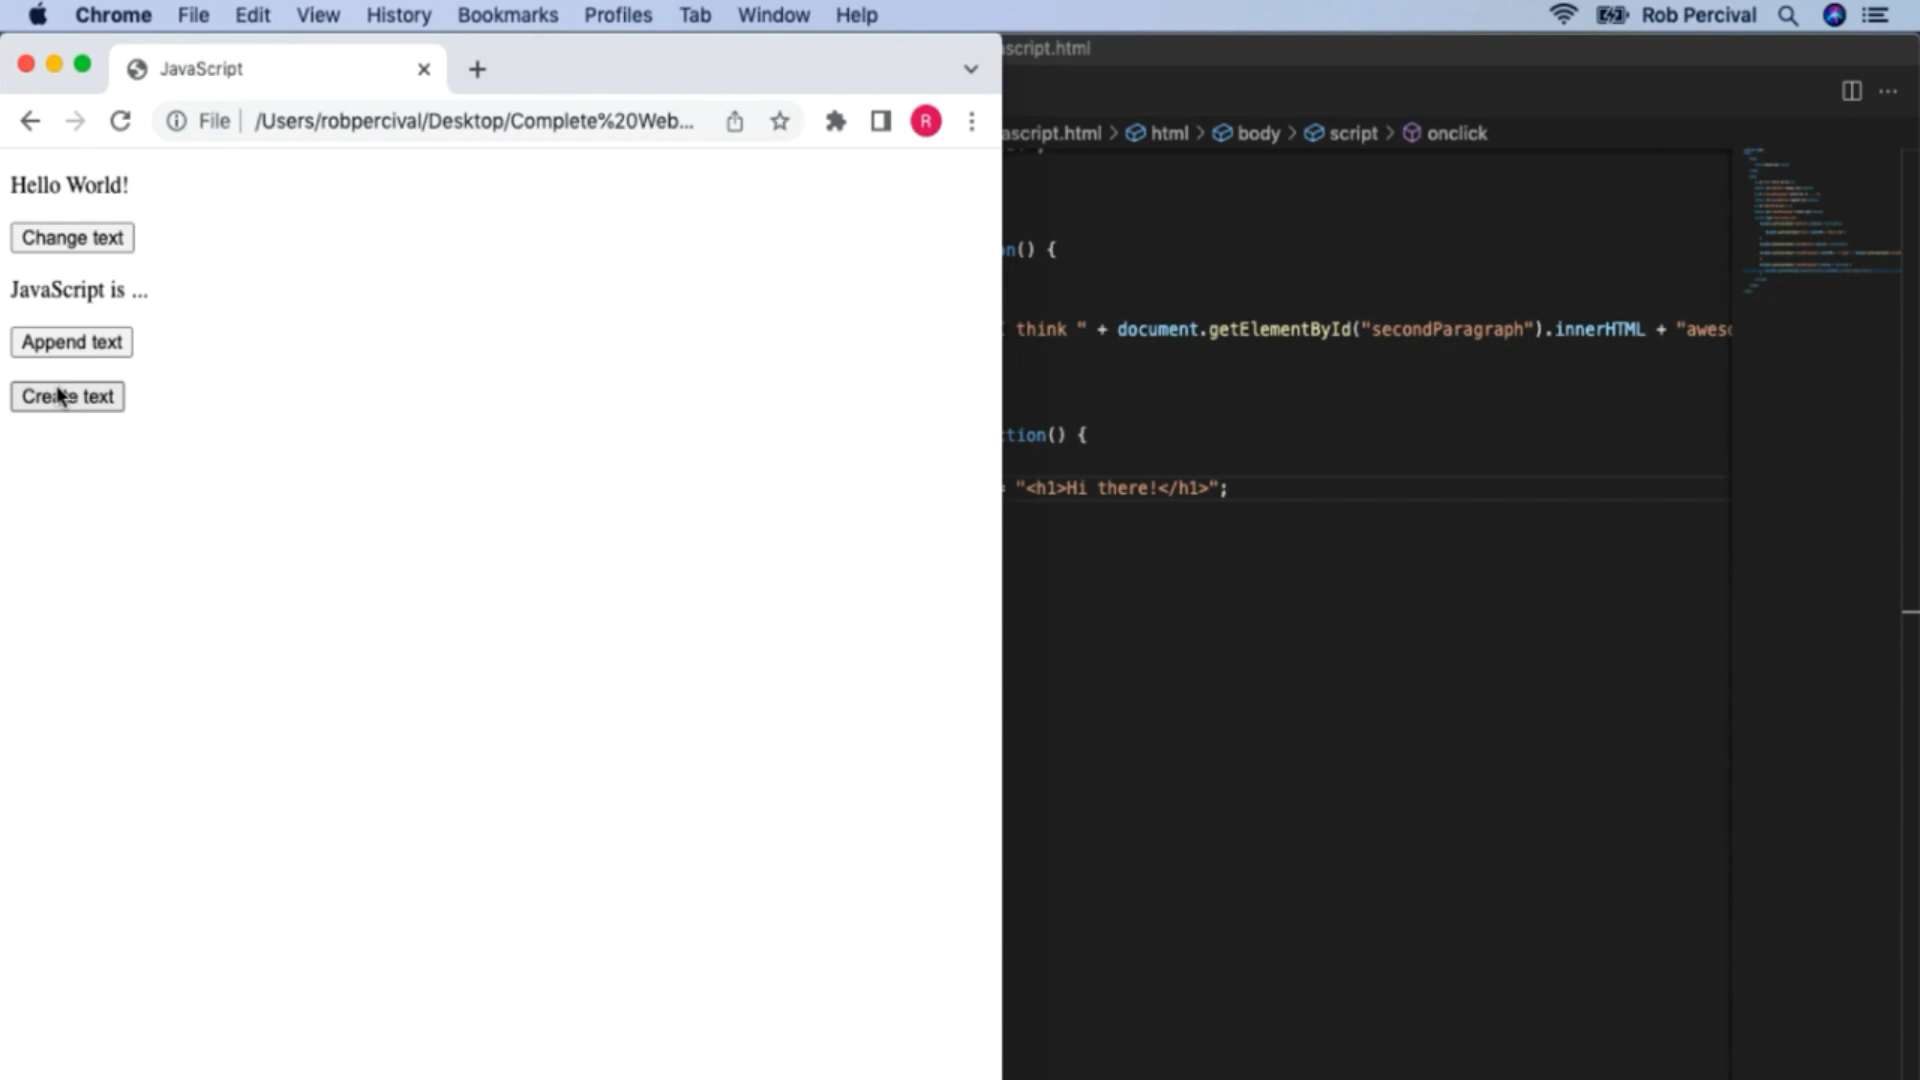 Chrome File Edit View History Bookmarks Profiles Tab Window Help Rob Percival
JavaScript
File /Users/robpercival/Desktop/Complete%20Web...
R
Hello World!
Change text
JavaScript is ...
Append text
Create text
script.html
ascript.html > html > body > script > onclick
n() {
think " + document.getElementById("secondParagraph").innerHTML + "aweso
tion() {
= "<h1>Hi there!</h1>";